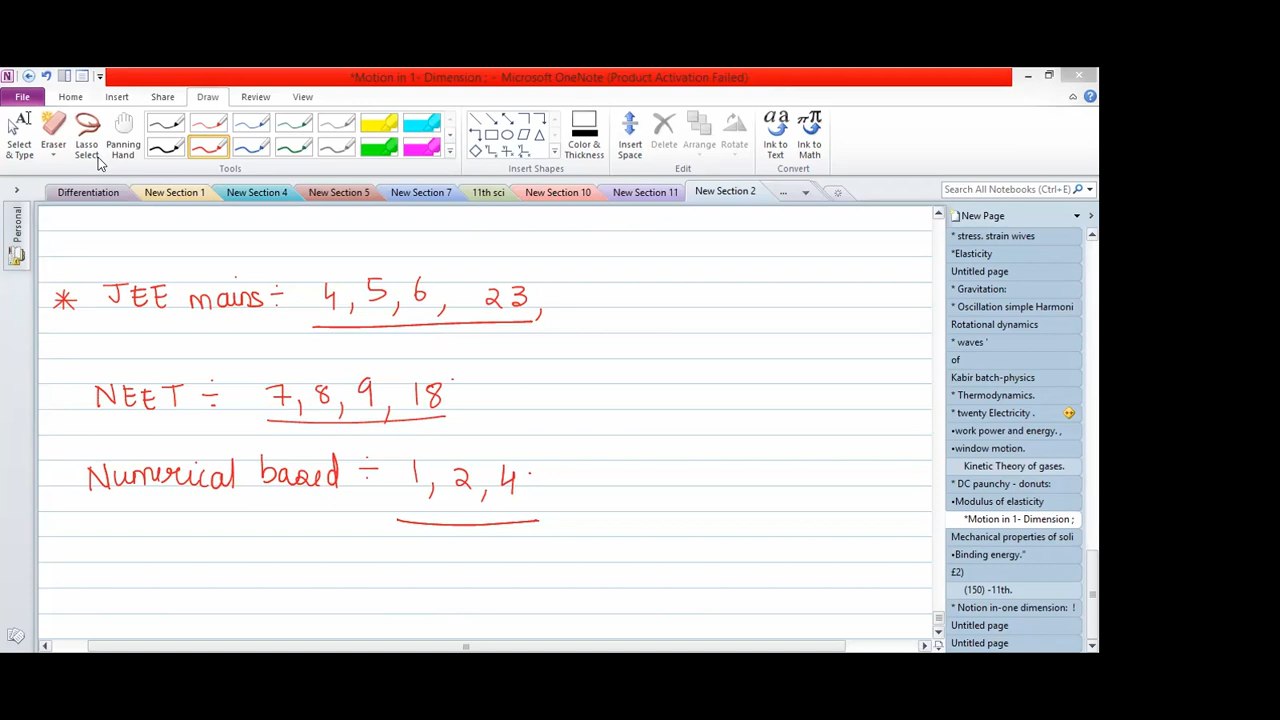 *Motion in 1- Dimension ; - Microsoft OneNote (Product Activation Failed)
File Home Insert Share Draw Review View
Select & Type
Eraser
Lasso Select
Panning Hand
Color & Thickness
Insert Space
Delete
Arrange
Rotate
Ink to Text
Ink to Math
Tools
Insert Shapes
Edit
Convert
Differentiation New Section 1 New Section 4 New Section 5 New Section 7 11th sci New Section 10 New Section 11 New Section 2 ...
Search All Notebooks (Ctrl+E)
Personal
* JEE mains ÷ 4, 5, 6, 23,
NEET ÷ 7, 8, 9, 18
Numerical based ÷ 1, 2, 4
New Page
* stress. strain wives
*Elasticity
Untitled page
* Gravitation:
* Oscillation simple Harmoni
Rotational dynamics
* waves '
of
Kabir batch-physics
* Thermodynamics.
* twenty Electricity .
•work power and energy. ,
•window motion.
Kinetic Theory of gases.
* DC paunchy - donuts:
•Modulus of elasticity
*Motion in 1- Dimension ;
Mechanical properties of soli
•Binding energy."
£2)
(150) -11th.
* Notion in-one dimension: !
Untitled page
Untitled page